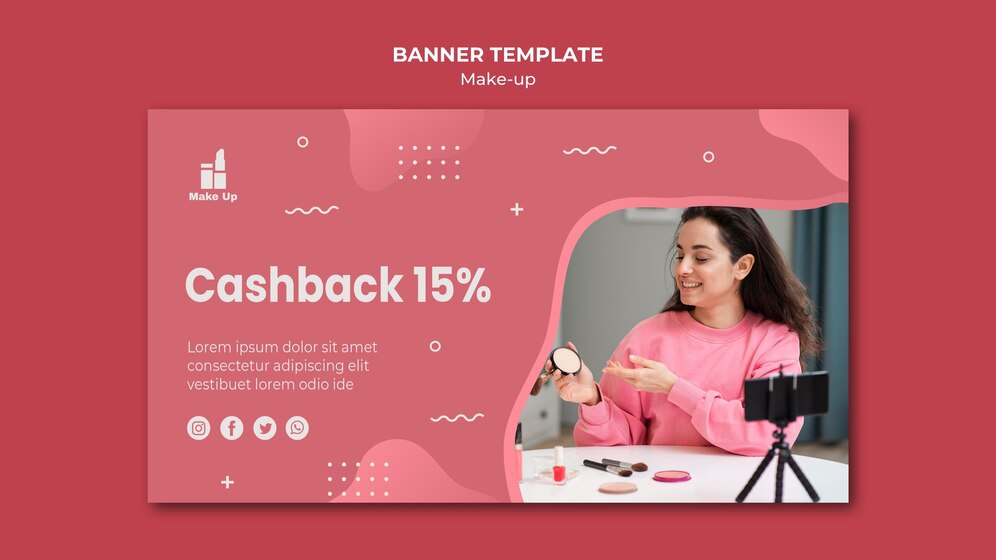 BANNER TEMPLATE
Make-up
Make Up
Cashback 15%
Lorem ipsum dolor sit amet
consectetur adipiscing elit
vestibuet lorem odio ide